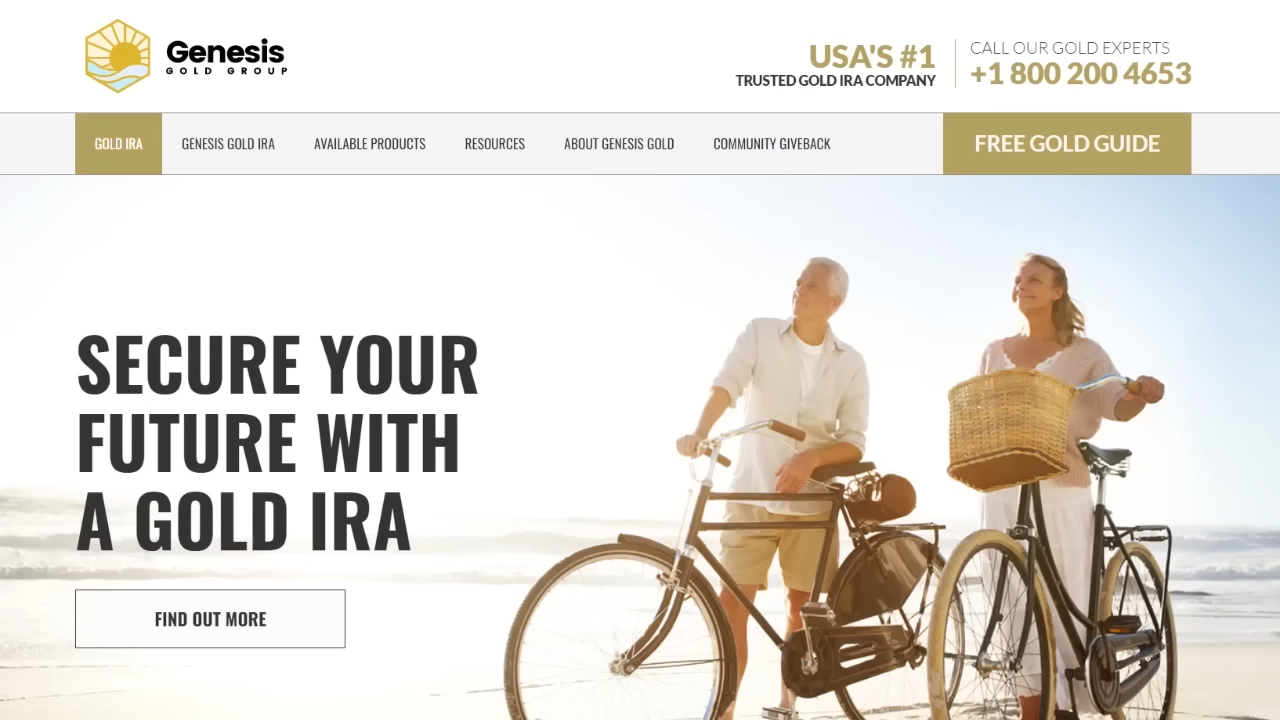 Genesis
GOLD GROUP
USA'S #1
TRUSTED GOLD IRA COMPANY
CALL OUR GOLD EXPERTS
+1 800 200 4653
GOLD IRA
GENESIS GOLD IRA
AVAILABLE PRODUCTS
RESOURCES
ABOUT GENESIS GOLD
COMMUNITY GIVEBACK
FREE GOLD GUIDE
SECURE YOUR
FUTURE WITH
A GOLD IRA
FIND OUT MORE